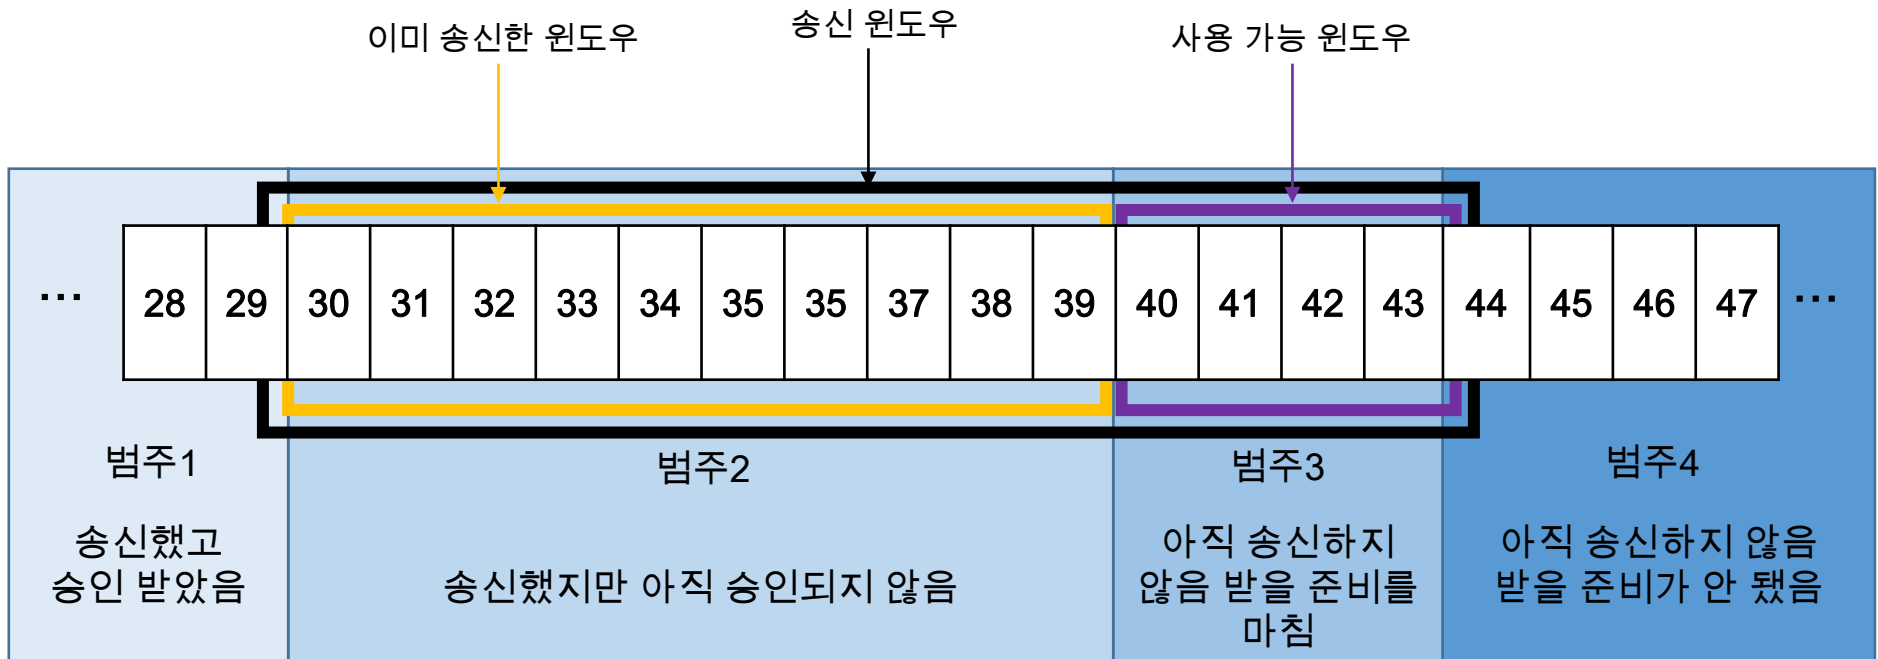 이미 송신한 윈도우
송신 윈도우
사용 가능 윈도우
... 28 29 30 31 32 33 34 35 35 37 38 39 40 41 42 43 44 45 46 47 ...
범주1
송신했고
승인 받았음
범주2
송신했지만 아직 승인되지 않음
범주3
아직 송신하지
않음 받을 준비를
마침
범주4
아직 송신하지 않음
받을 준비가 안 됐음